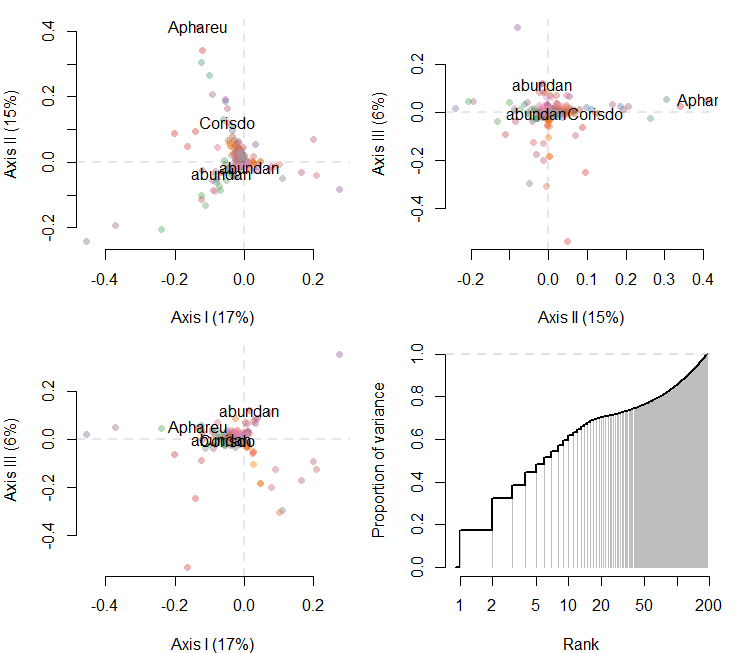 Aphareu
Corisdo
abundan
abundan
0.4
0.2
0.0
-0.2
Axis II (15%)
-0.4
-0.2
0.0
0.2
Axis I (17%)
abundan
abundan
Corisdo
Aphar
0.2
0.0
-0.2
-0.4
Axis III (6%)
-0.2
0.0
0.1
0.2
0.3
0.4
Axis II (15%)
abundan
Aphareu
abundan
Corisdo
0.2
0.0
-0.2
-0.4
Axis III (6%)
-0.4
-0.2
0.0
0.2
Axis I (17%)
1.0
0.8
0.6
0.4
0.2
0.0
Proportion of variance
1
2
5
10
20
50
200
Rank